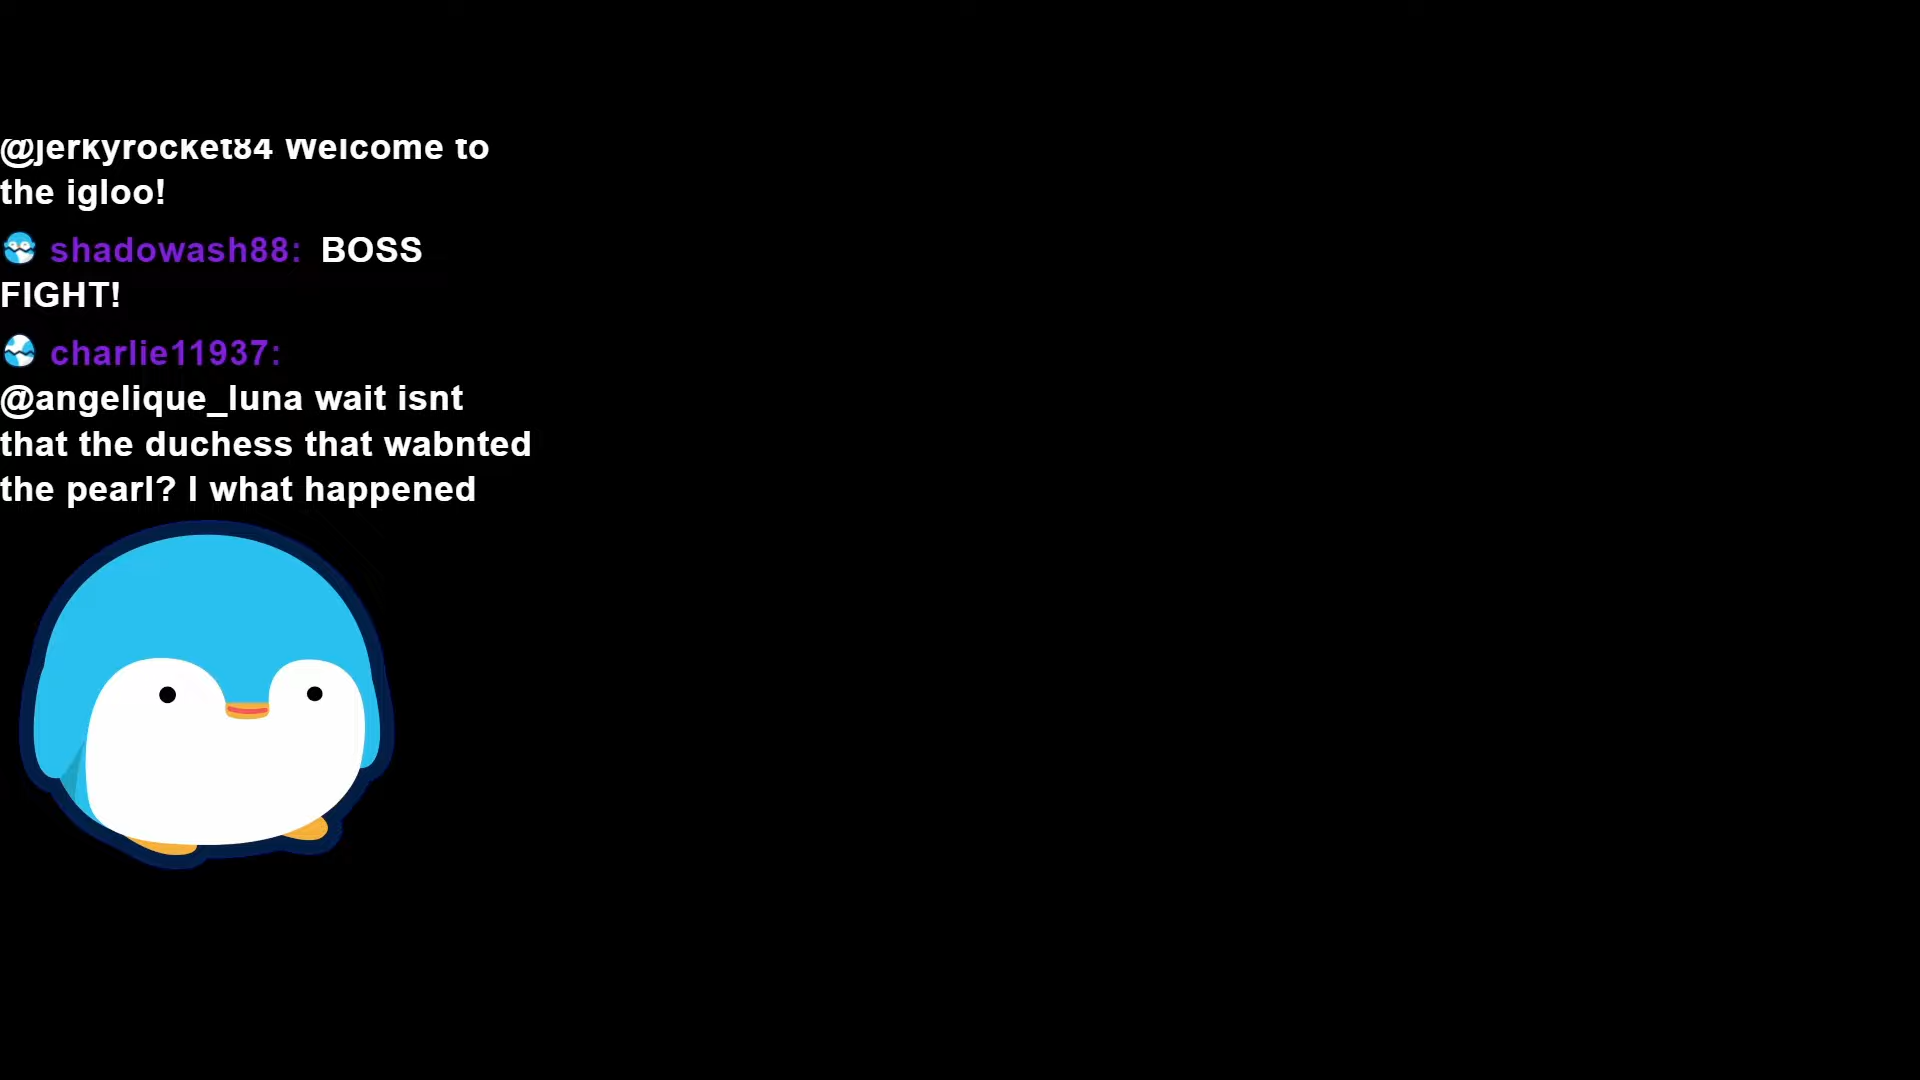 @jerkyrocket84 Welcome to
the igloo!
shadowash88: BOSS
FIGHT!
charlie11937:
@angelique_luna wait isnt
that the duchess that wabnted
the pearl? I what happened